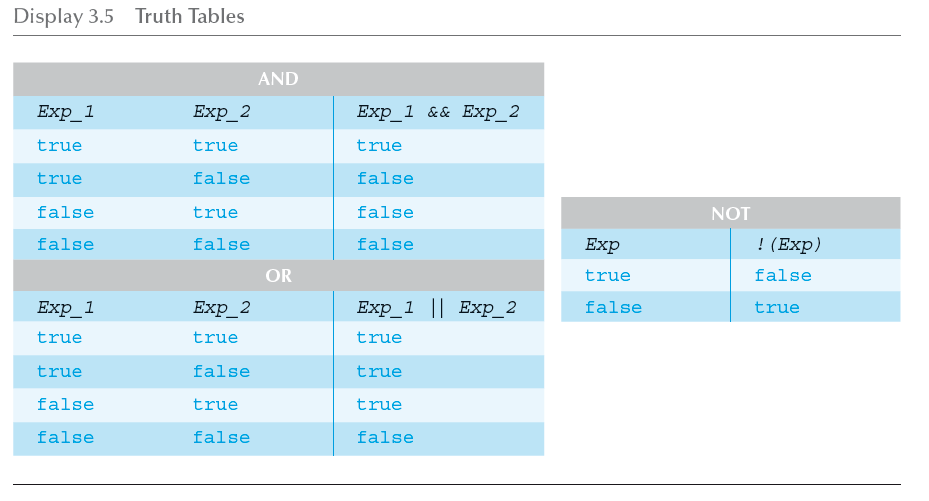 Display 3.5 Truth Tables
AND
Exp_1 Exp_2 Exp_1 && Exp_2
true true true
true false false
false true false
false false false
OR
Exp_1 Exp_2 Exp_1 || Exp_2
true true true
true false true
false true true
false false false
NOT
Exp !(Exp)
true false
false true